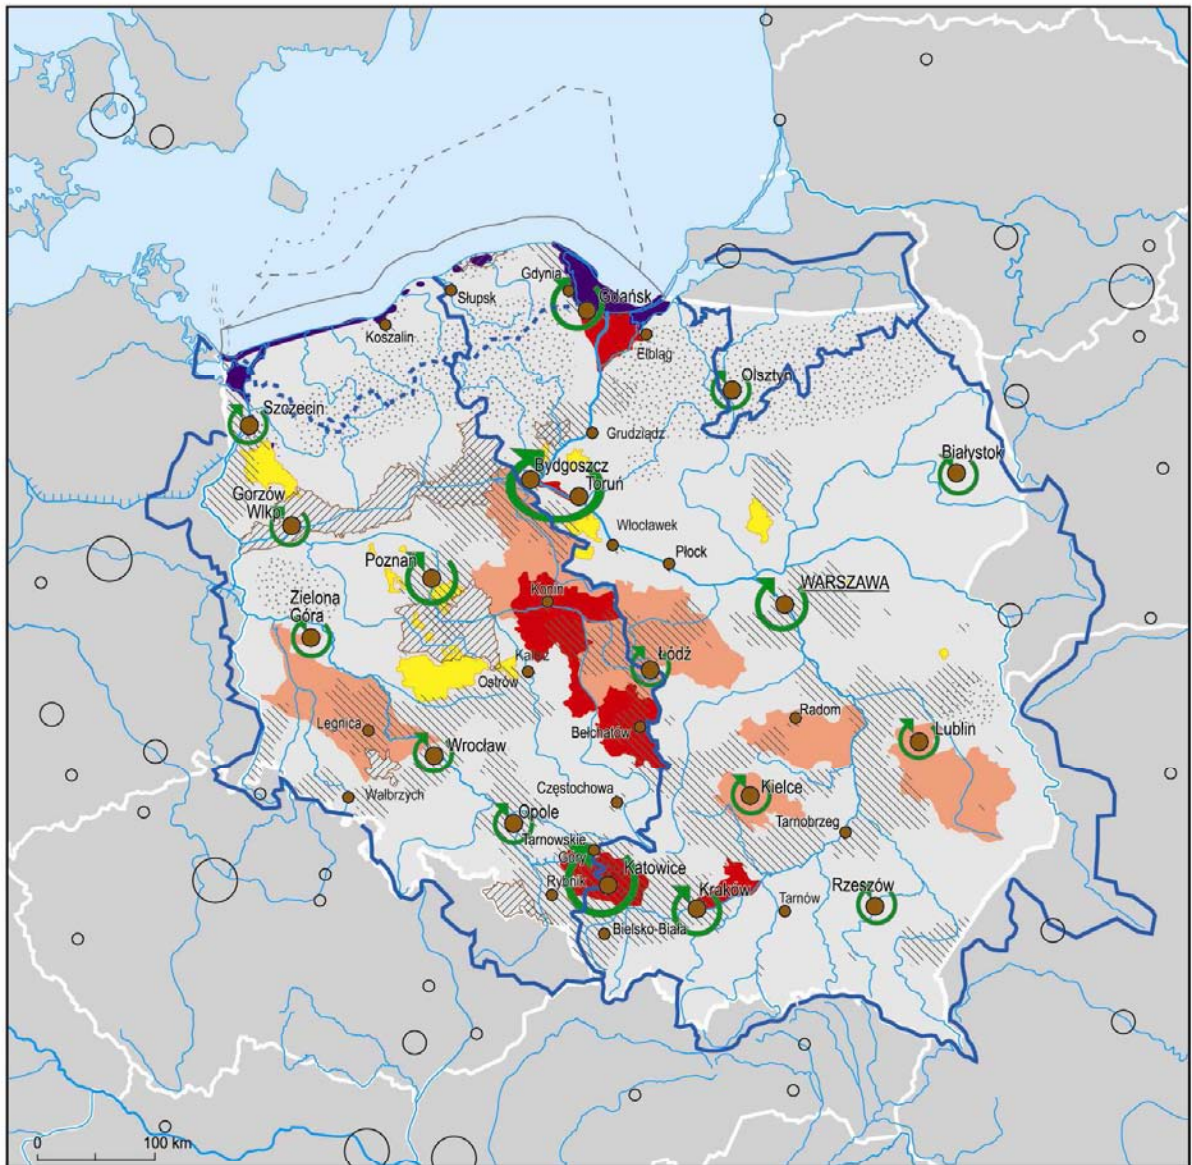 Gdynia
Słupsk
Gdańsk
Koszalin
Elbląg
Olsztyn
Szczecin
Grudziądz
Białystok
Bydgoszcz
Toruń
Gorzów
Wlkp.
Włocławek
Płock
Poznań
WARSZAWA
Konin
Zielona
Góra
Kalisz
Łódź
Ostrów
Radom
Legnica
Bełchatów
Lublin
Wrocław
Kielce
Wałbrzych
Częstochowa
Opole
Tarnobrzeg
Tarnowskie
Góry
Katowice
Rybnik
Kraków
Tarnów
Rzeszów
Bielsko-Biała
0 100 km